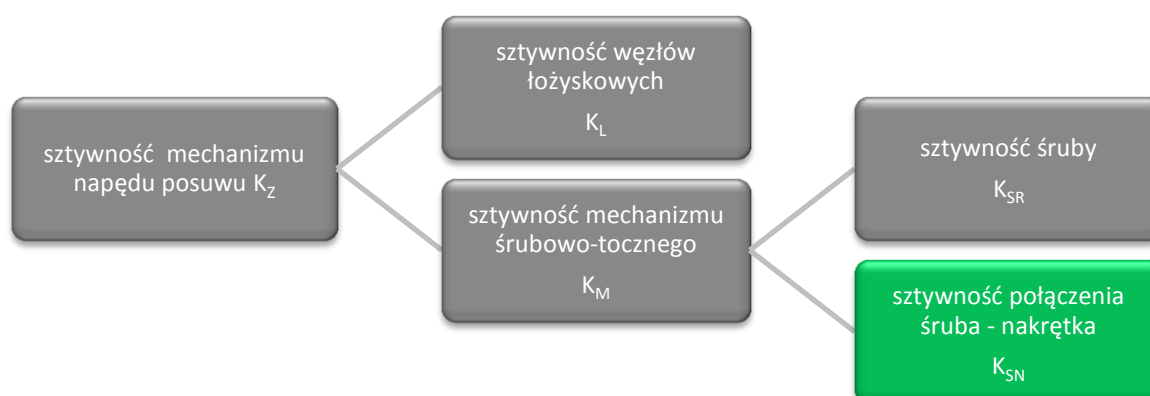 sztywność mechanizmu
napędu posuwu K_Z
sztywność węzłów
łożyskowych
K_L
sztywność mechanizmu
śrubowo-tocznego
K_M
sztywność śruby
K_SR
sztywność połączenia
śruba - nakrętka
K_SN